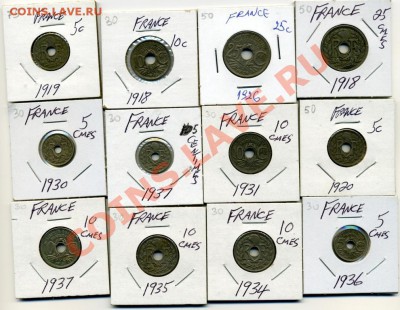 COINS.LAVE.RU
FRANCE
5c
1919
30
FRANCE
10c
1918
50
FRANCE
25c
1926
50
FRANCE
25
CMES
1918
30
FRANCE
5
CMES
1930
30
FRANCE
5
CENTIMES
1937
FRANCE
10
CMES
1931
50
FRANCE
5c
1920
FRANCE
10
CMES
1937
FRANCE
10
CMES
1935
FRANCE
10
CMES
1934
30
FRANCE
5
CMES
1936
COINS.LAVE.RU
COINS.LAVE.RU